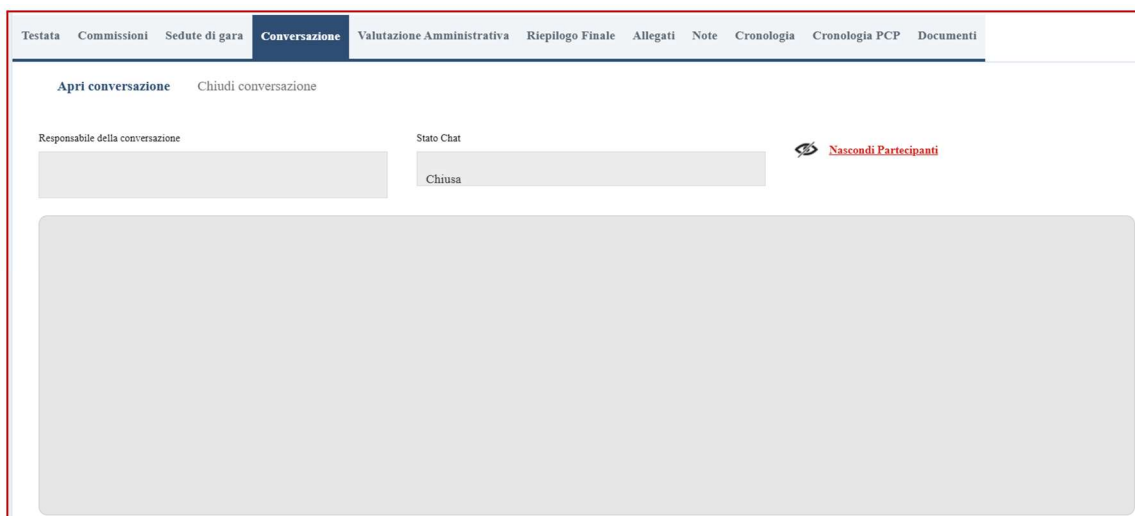 Testata Commissioni Sedute di gara Conversazione Valutazione Amministrativa Riepilogo Finale Allegati Note Cronologia Cronologia PCP Documenti
Apri conversazione Chiudi conversazione
Responsabile della conversazione Stato Chat
Nascondi Partecipanti
Chiusa